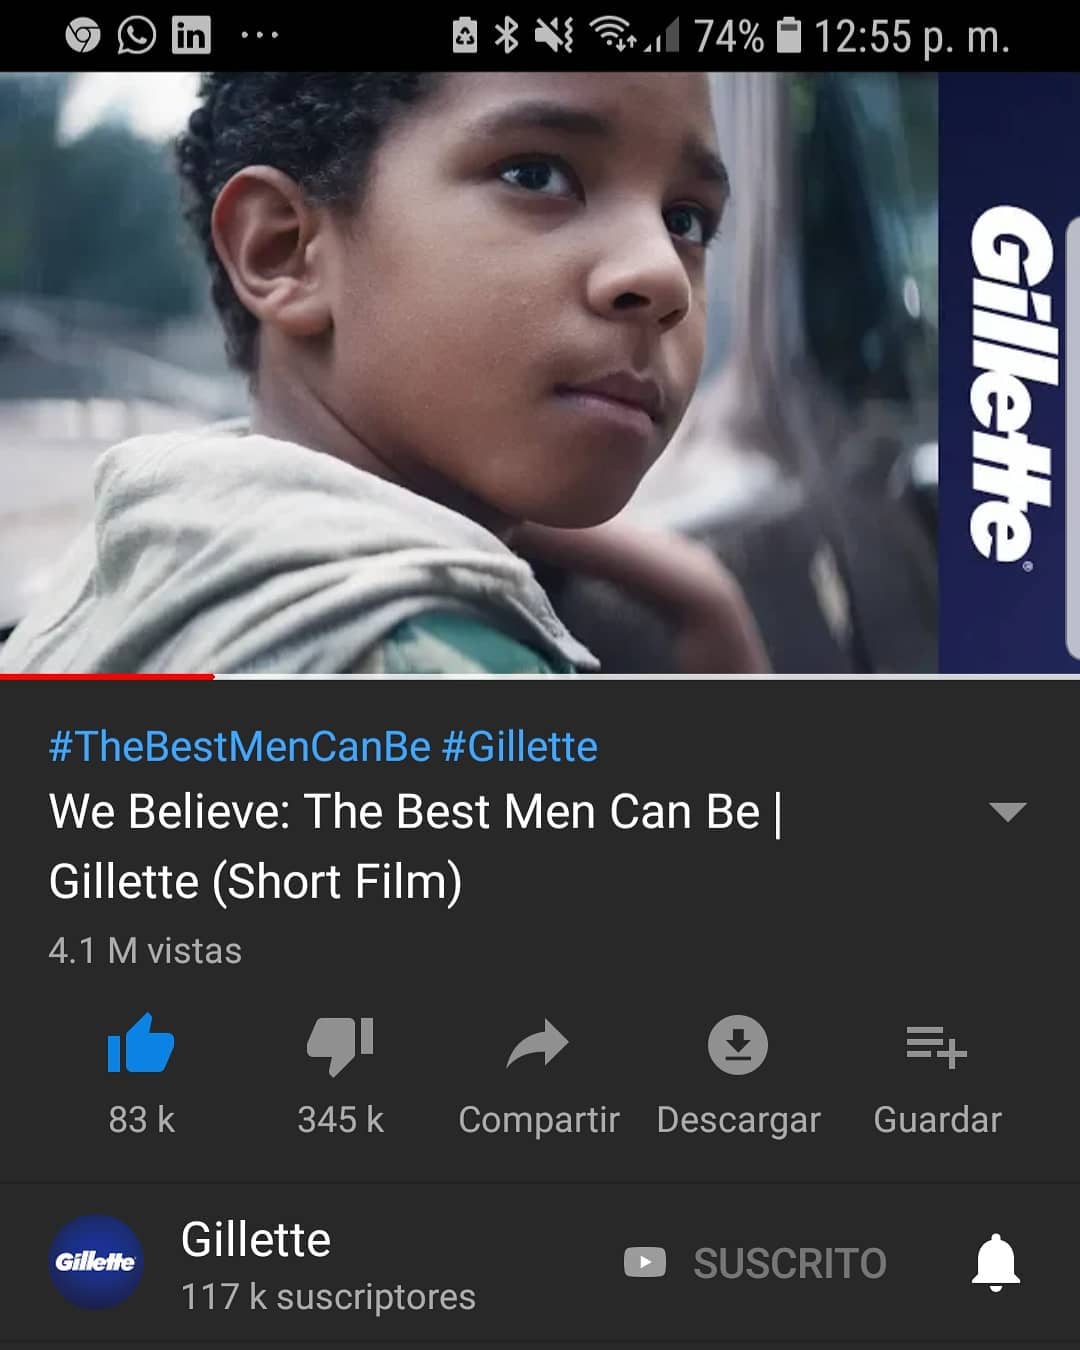 in ... 74% 12:55 p. m.
Gillette
#TheBestMenCanBe #Gillette
We Believe: The Best Men Can Be |
Gillette (Short Film)
4.1 M vistas
83 k 345 k Compartir Descargar Guardar
Gillette
Gillette
117 k suscriptores
SUSCRITO